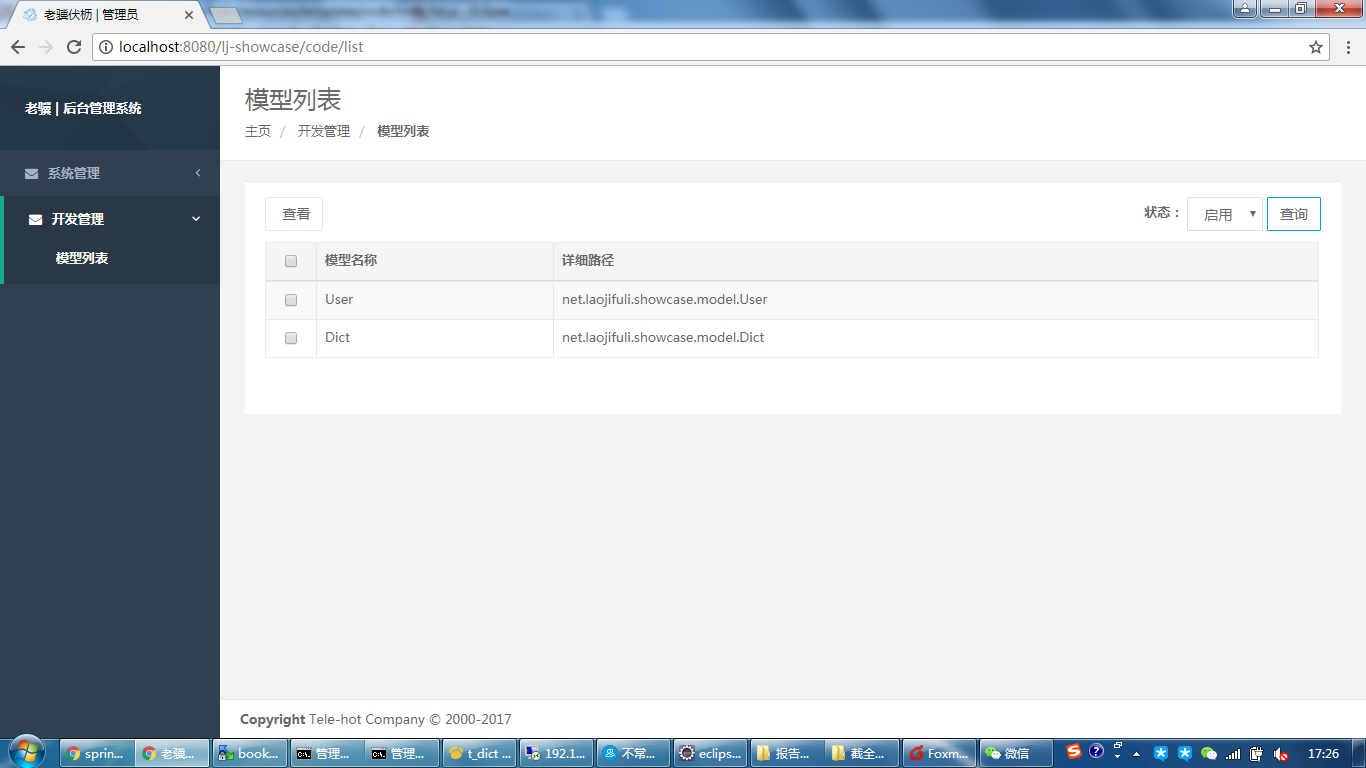 老骥伏枥 | 管理员
localhost:8080/lj-showcase/code/list
老骥 | 后台管理系统
系统管理
开发管理
模型列表
模型列表
主页 / 开发管理 / 模型列表
查看
状态： 启用 查询
模型名称 详细路径
User net.laojifuli.showcase.model.User
Dict net.laojifuli.showcase.model.Dict
Copyright Tele-hot Company © 2000-2017
sprin... 老骥... book... 管理... 管理... t_dict ... 192.1... 不常... eclips... 报告... 截全... Foxm... 微信 17:26